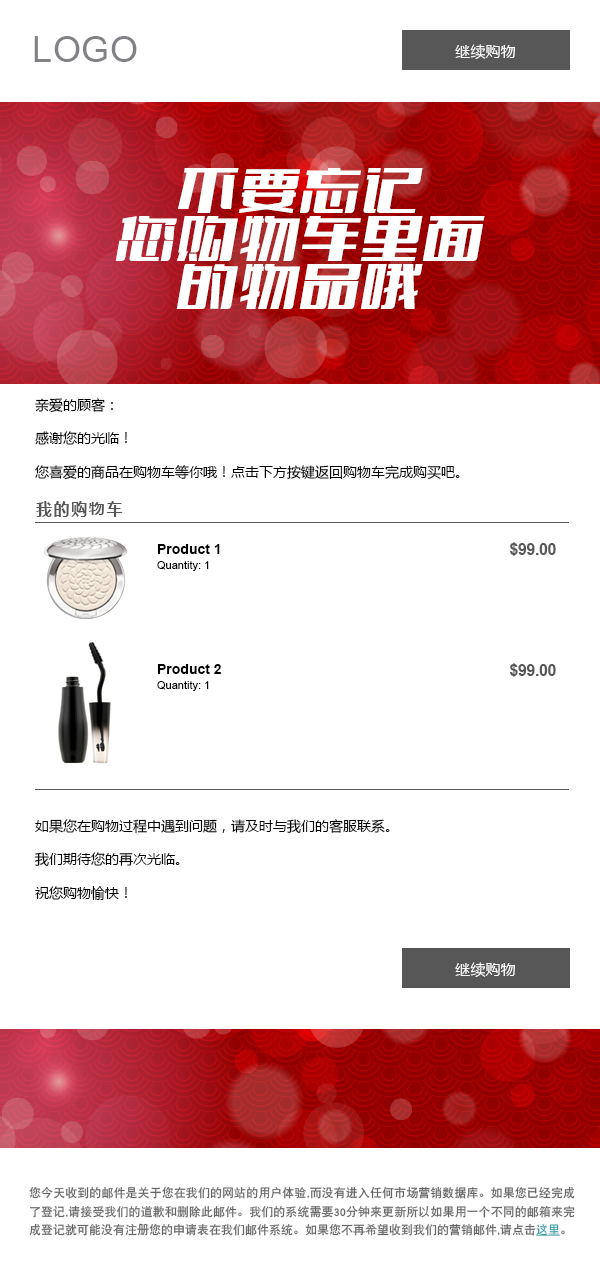 LOGO
继续购物
不要忘记
您购物车里面
的物品哦
亲爱的顾客：
感谢您的光临！
您喜爱的商品在购物车等你哦！点击下方按键返回购物车完成购买吧。
我的购物车
Product 1
$99.00
Quantity: 1
Product 2
$99.00
Quantity: 1
如果您在购物过程中遇到问题，请及时与我们的客服联系。
我们期待您的再次光临。
祝您购物愉快！
继续购物
您今天收到的邮件是关于您在我们的网站的用户体验,而没有进入任何市场营销数据库。如果您已经完成
了登记,请接受我们的道歉和删除此邮件。我们的系统需要30分钟来更新所以如果用一个不同的邮箱来完
成登记就可能没有注册您的申请表在我们邮件系统。如果您不再希望收到我们的营销邮件,请点击这里。